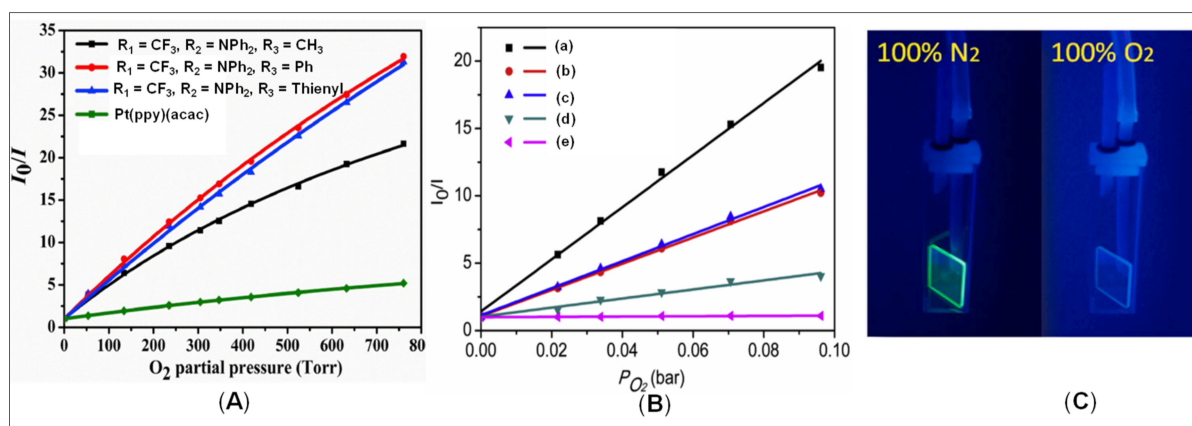 35
30
25
20
15
10
5
0
I₀/I
R₁ = CF₃, R₂ = NPh₂, R₃ = CH₃
R₁ = CF₃, R₂ = NPh₂, R₃ = Ph
R₁ = CF₃, R₂ = NPh₂, R₃ = Thienyl
Pt(ppy)(acac)
0 100 200 300 400 500 600 700 800
O₂ partial pressure (Torr)
(A)
20
15
10
5
0
I₀/I
(a)
(b)
(c)
(d)
(e)
0.00 0.02 0.04 0.06 0.08 0.10
P_O₂ (bar)
(B)
100% N₂
100% O₂
(C)